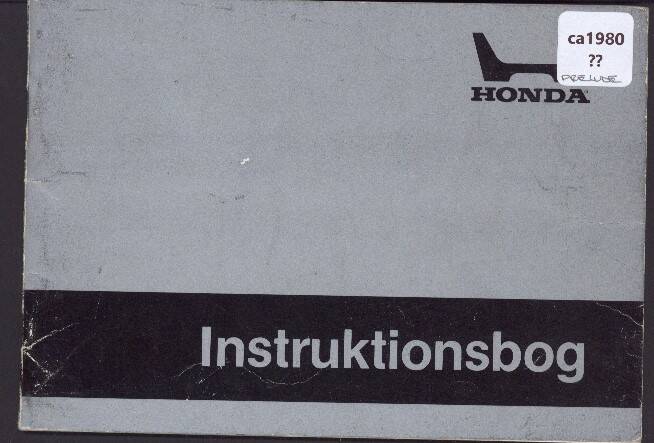 ca1980
??
PRELUDE
HONDA
Instruktionsbog